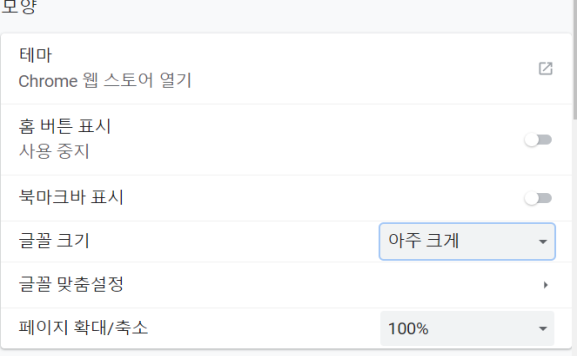 모양
테마
Chrome 웹 스토어 열기
홈 버튼 표시
사용 중지
북마크바 표시
글꼴 크기
아주 크게
글꼴 맞춤설정
페이지 확대/축소
100%